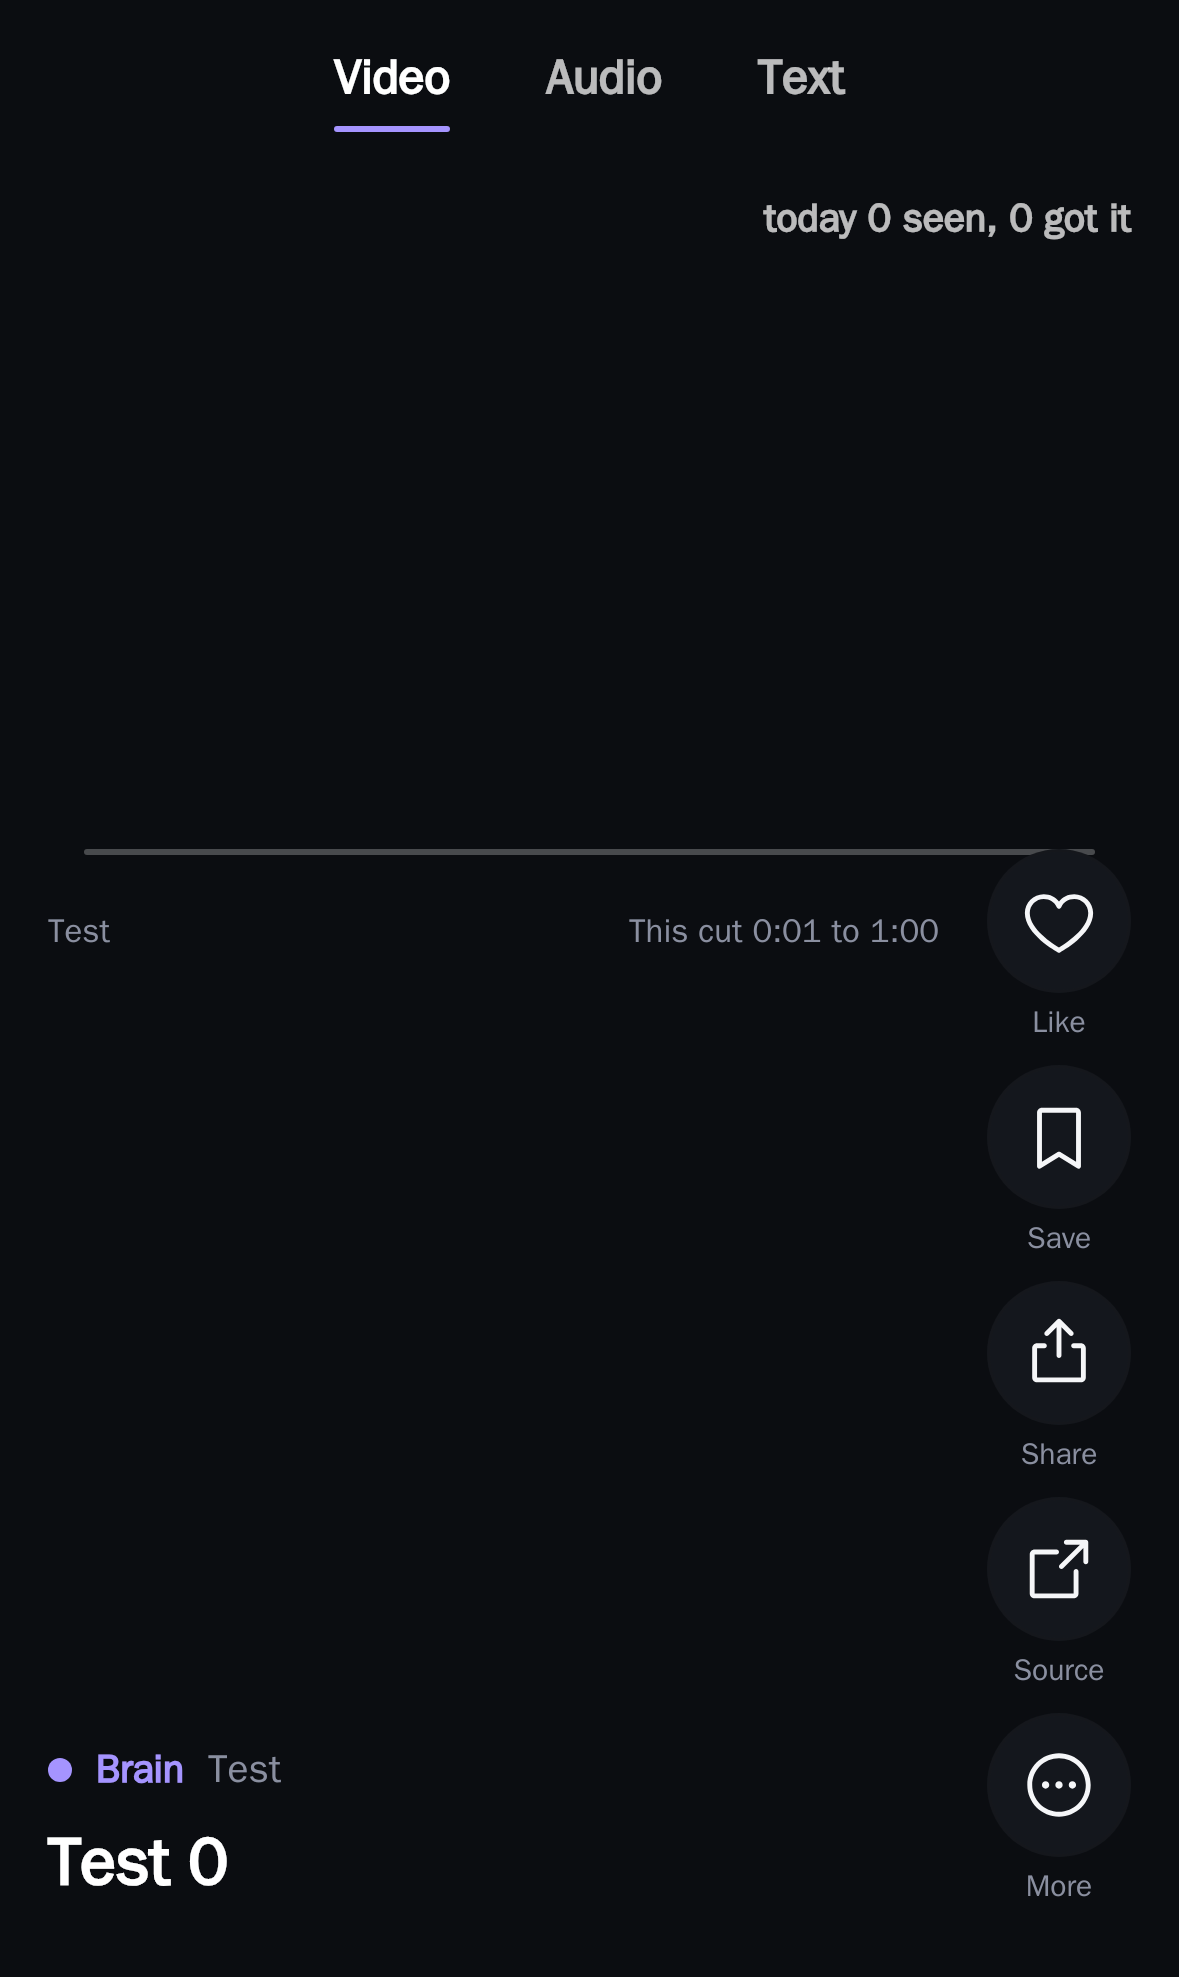 Video Audio Text
today 0 seen, 0 got it
Test This cut 0:01 to 1:00
Like
Save
Share
Source
Brain Test
Test 0
More